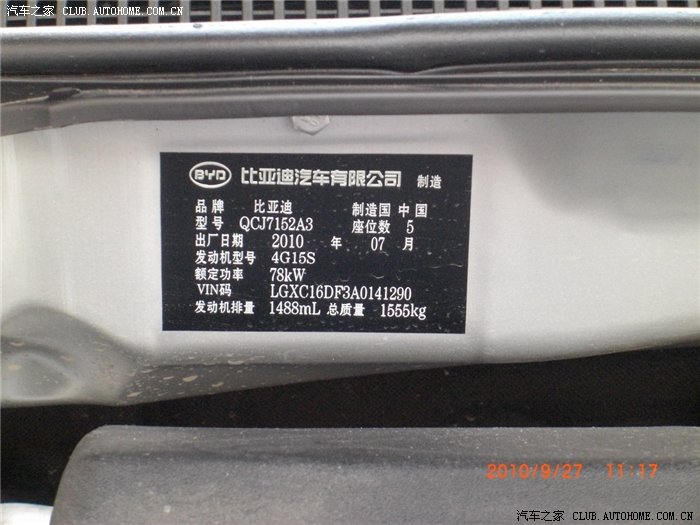 汽车之家 CLUB.AUTOHOME.COM.CN
BYD 比亚迪汽车有限公司 制造
品牌 比亚迪 制造国 中国
型号 QCJ7152A3 座位数 5
出厂日期 2010 年 07 月
发动机型号 4G15S
额定功率 78kW
VIN码 LGXC16DF3A0141290
发动机排量 1488mL 总质量 1555kg
2010/9/27 11:17
汽车之家 CLUB.AUTOHOME.COM.CN